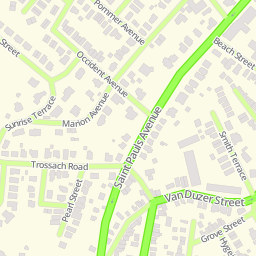 Pommer Avenue
Street
Beach Street
Occident Avenue
Sunrise Terrace
Marion Avenue
Saint Pauls Avenue
Smith Terrace
Trossach Road
Pearl Street
Van Duzer Street
Grove Street